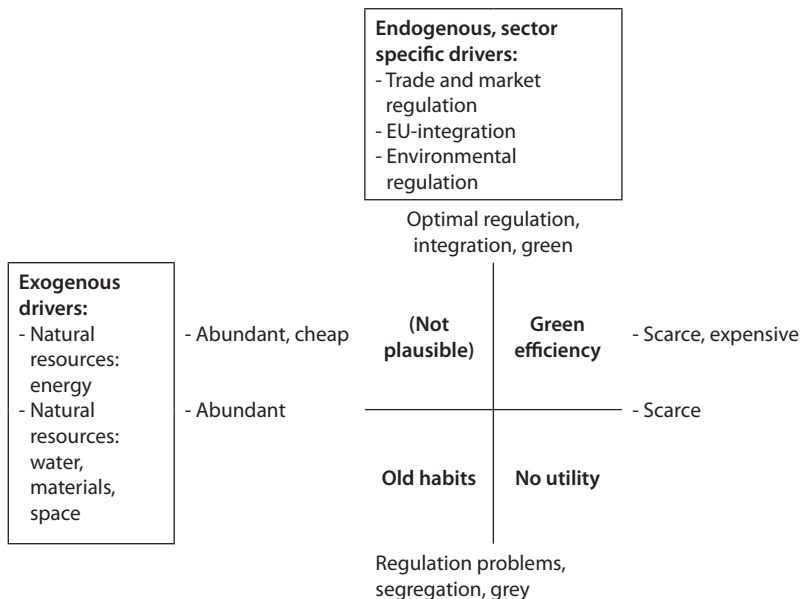 Endogenous, sector
specific drivers:
- Trade and market
regulation
- EU-integration
- Environmental
regulation
Optimal regulation,
integration, green
Exogenous
drivers:
- Natural
resources:
energy
- Natural
resources:
water,
materials,
space
- Abundant, cheap
- Abundant
(Not
plausible)
Green
efficiency
- Scarce, expensive
- Scarce
Old habits
No utility
Regulation problems,
segregation, grey